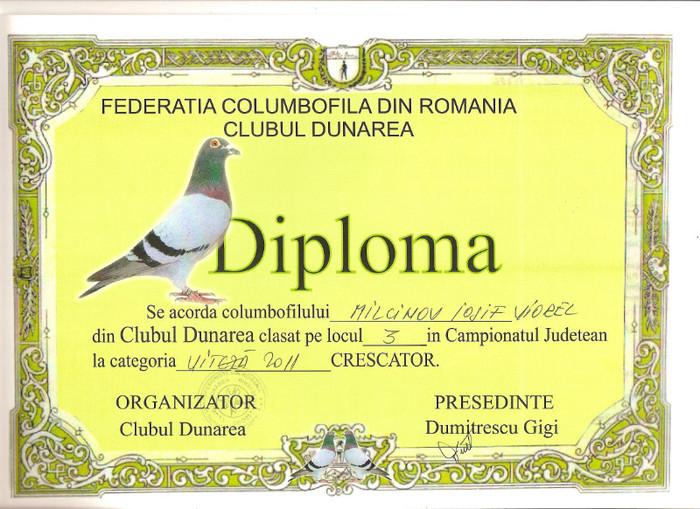 FEDERATIA COLUMBOFILA DIN ROMANIA
CLUBUL DUNAREA
Diploma
Se acorda columbofilului MILCINOV IOSIF VIOREL
din Clubul Dunarea clasat pe locul 3 in Campionatul Judetean
la categoria VITEZĂ 2011 CRESCATOR.
ORGANIZATOR PRESEDINTE
Clubul Dunarea Dumitrescu Gigi